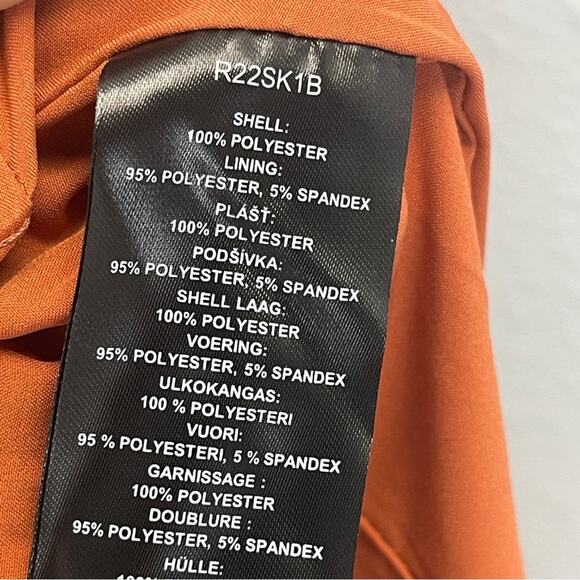 R22SK1B
SHELL:
100% POLYESTER
LINING:
95% POLYESTER, 5% SPANDEX
PLÁŠŤ:
100% POLYESTER
PODŠÍVKA:
95% POLYESTER, 5% SPANDEX
SHELL LAAG:
100% POLYESTER
VOERING:
95% POLYESTER, 5% SPANDEX
ULKOKANGAS:
100 % POLYESTERI
VUORI:
95 % POLYESTERI, 5 % SPANDEX
GARNISSAGE :
100% POLYESTER
DOUBLURE :
95% POLYESTER, 5% SPANDEX
HÜLLE: